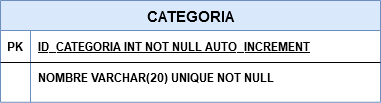 CATEGORIA
PK ID_CATEGORIA INT NOT NULL AUTO_INCREMENT
NOMBRE VARCHAR(20) UNIQUE NOT NULL